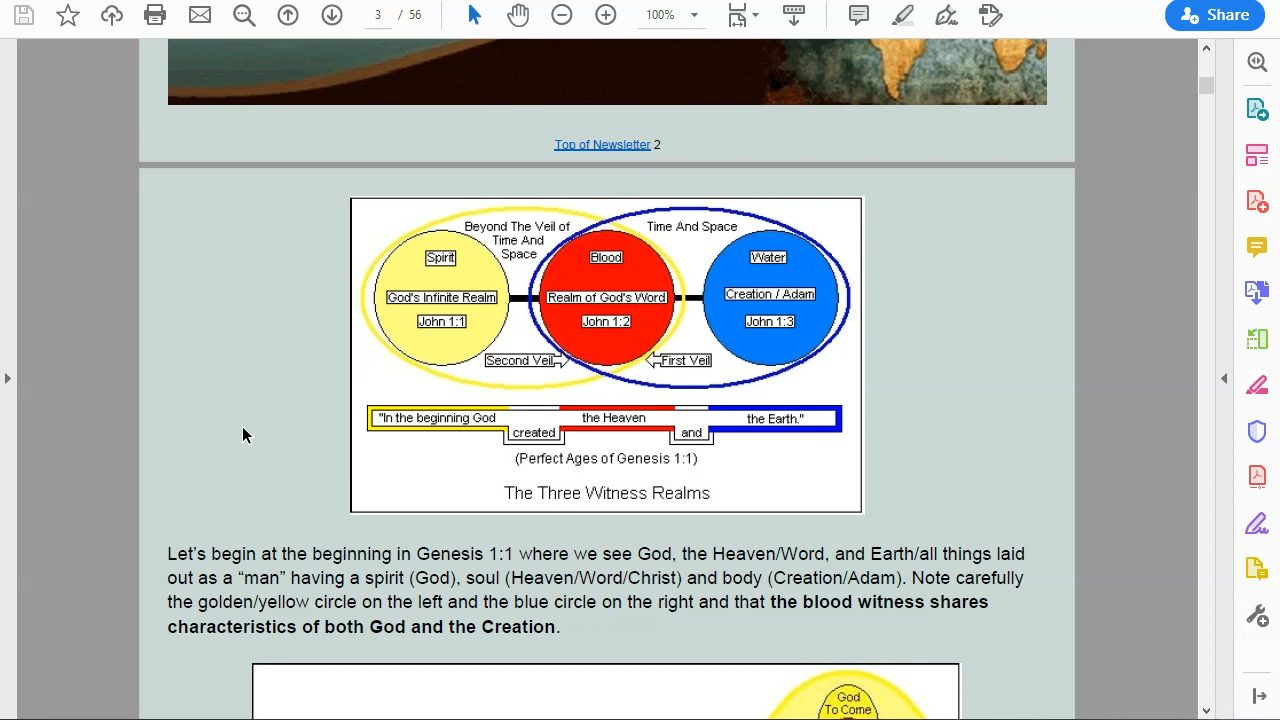 3 / 56
100%
Share
Top of Newsletter 2
Beyond The Veil of
Time And
Space
Time And Space
Spirit
Blood
Water
God's Infinite Realm
Realm of God's Word
Creation / Adam
John 1:1
John 1:2
John 1:3
Second Veil
First Veil
"In the beginning God
created
the Heaven
and
the Earth."
(Perfect Ages of Genesis 1:1)
The Three Witness Realms
Let's begin at the beginning in Genesis 1:1 where we see God, the Heaven/Word, and Earth/all things laid
out as a “man” having a spirit (God), soul (Heaven/Word/Christ) and body (Creation/Adam). Note carefully
the golden/yellow circle on the left and the blue circle on the right and that the blood witness shares
characteristics of both God and the Creation.
God
To Come